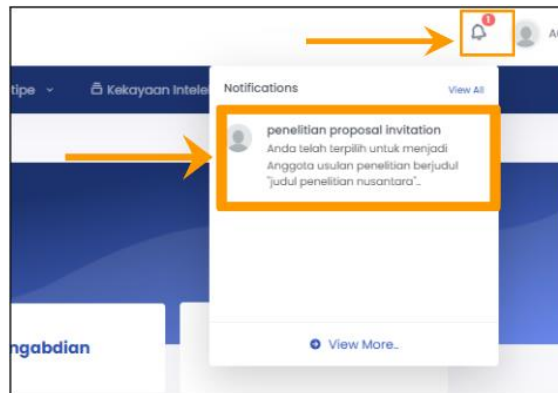 1
tipe
Kekayaan Intele
Notifications
View All
penelitian proposal invitation
Anda telah terpilih untuk menjadi
Anggota usulan penelitian berjudul
"judul penelitian nusantara"..
ngabdian
View More..